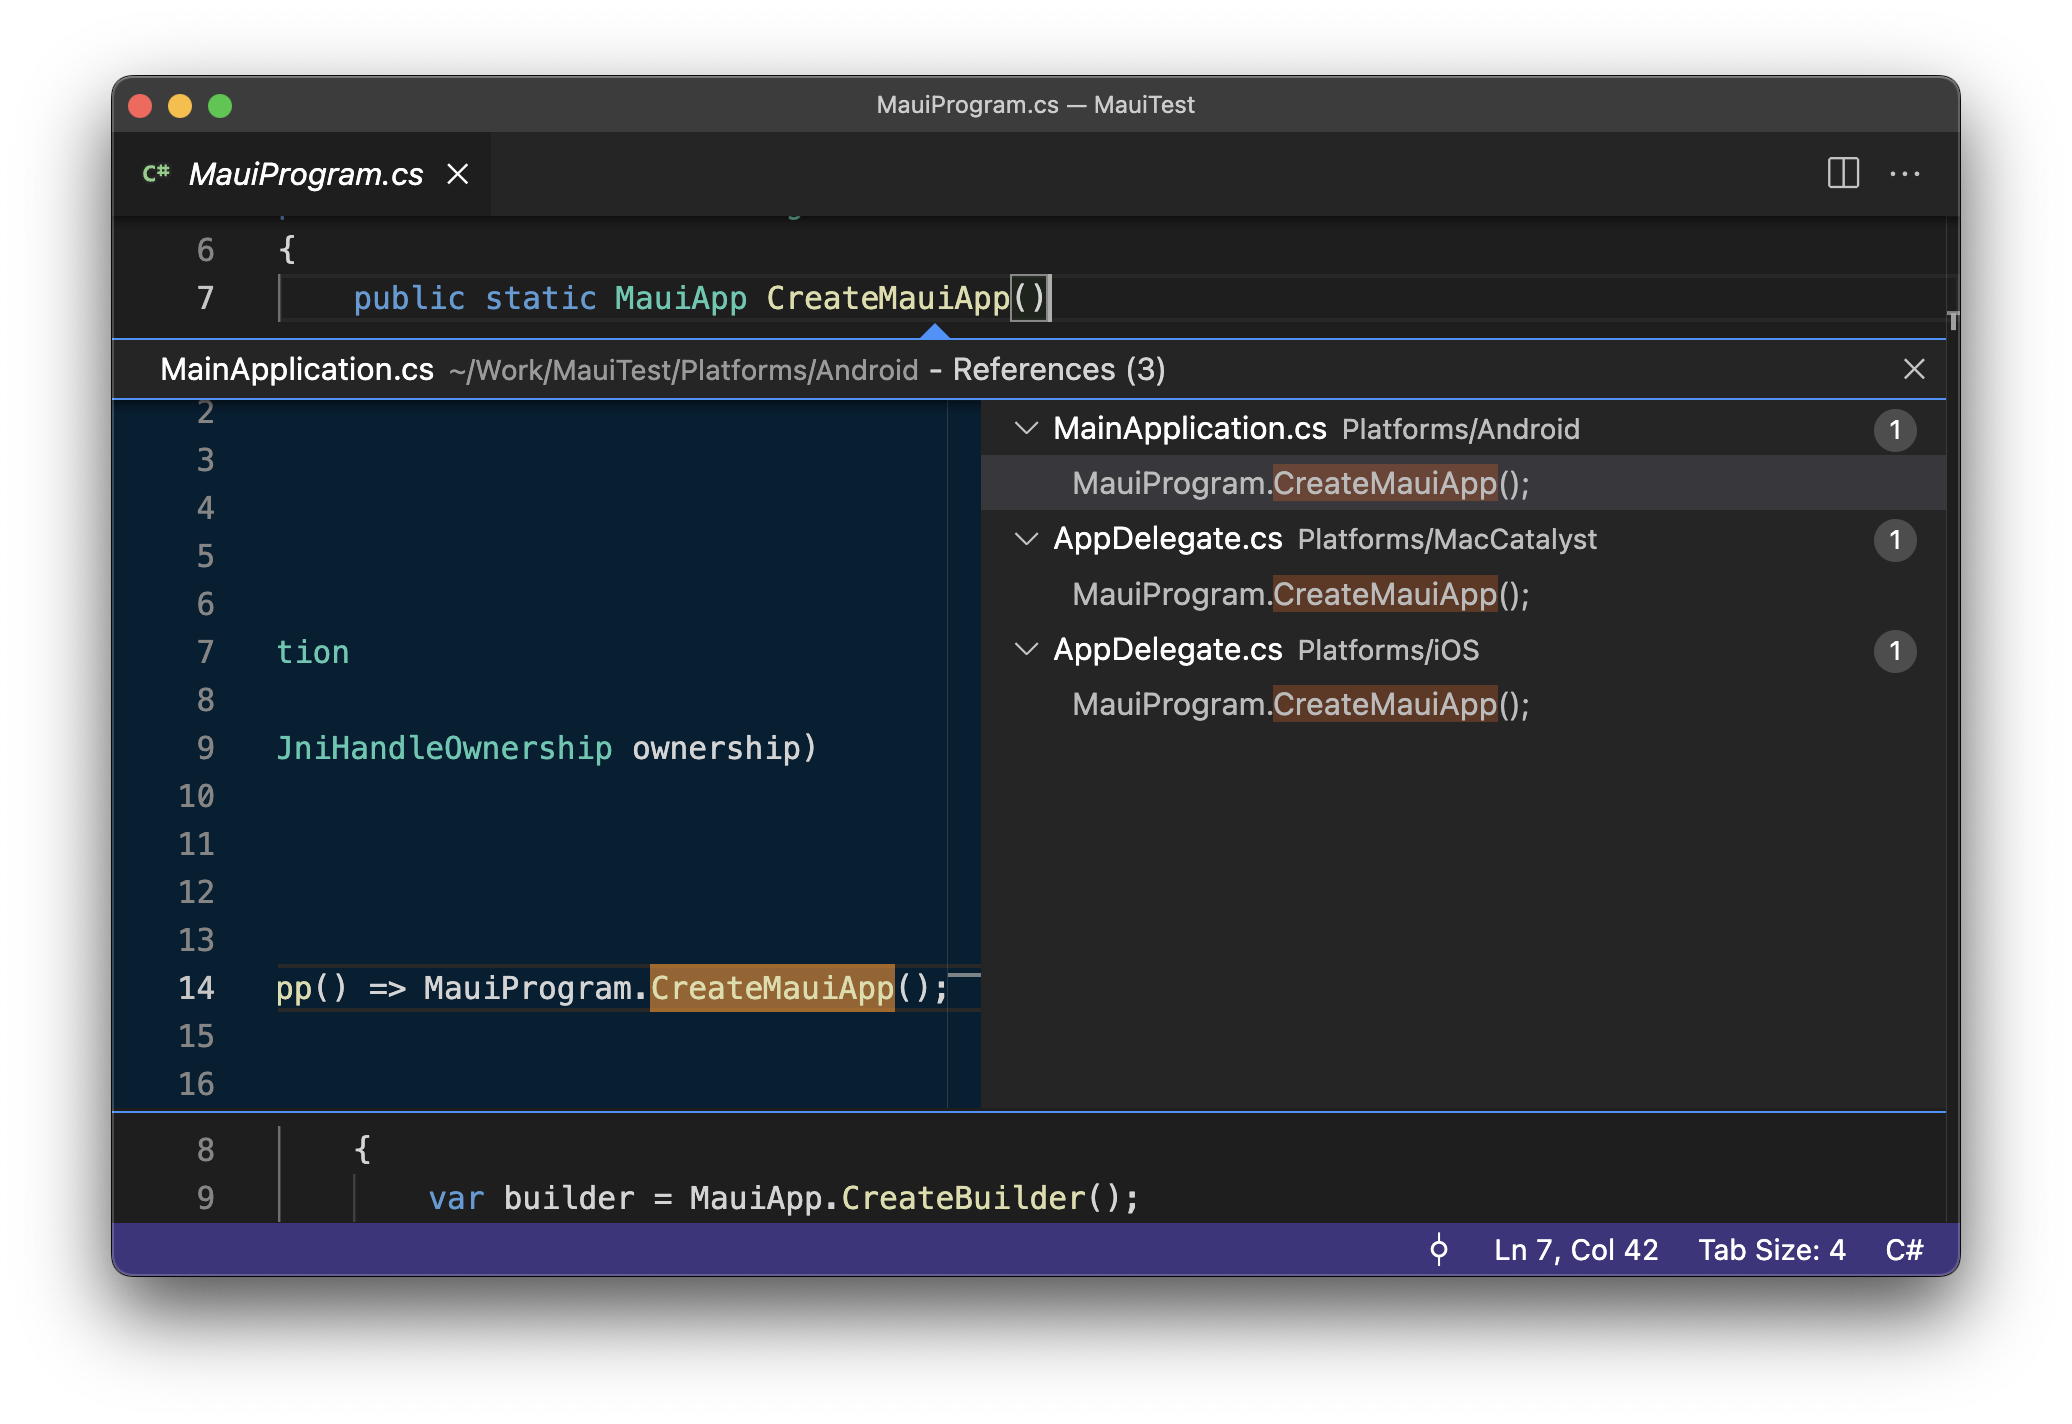 MauiProgram.cs — MauiTest
C# MauiProgram.cs
6 {
7 public static MauiApp CreateMauiApp()
MainApplication.cs ~/Work/MauiTest/Platforms/Android - References (3)
2
3
4
5
6
7 tion
8
9 JniHandleOwnership ownership)
10
11
12
13
14 pp() => MauiProgram.CreateMauiApp();
15
16
MainApplication.cs Platforms/Android 1
MauiProgram.CreateMauiApp();
AppDelegate.cs Platforms/MacCatalyst 1
MauiProgram.CreateMauiApp();
AppDelegate.cs Platforms/iOS 1
MauiProgram.CreateMauiApp();
8 {
9 var builder = MauiApp.CreateBuilder();
Ln 7, Col 42 Tab Size: 4 C#